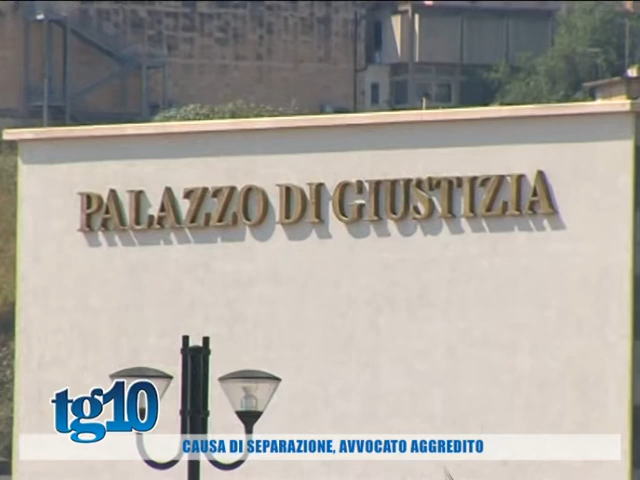 PALAZZO DI GIUSTIZIA
tg10
CAUSA DI SEPARAZIONE, AVVOCATO AGGREDITO